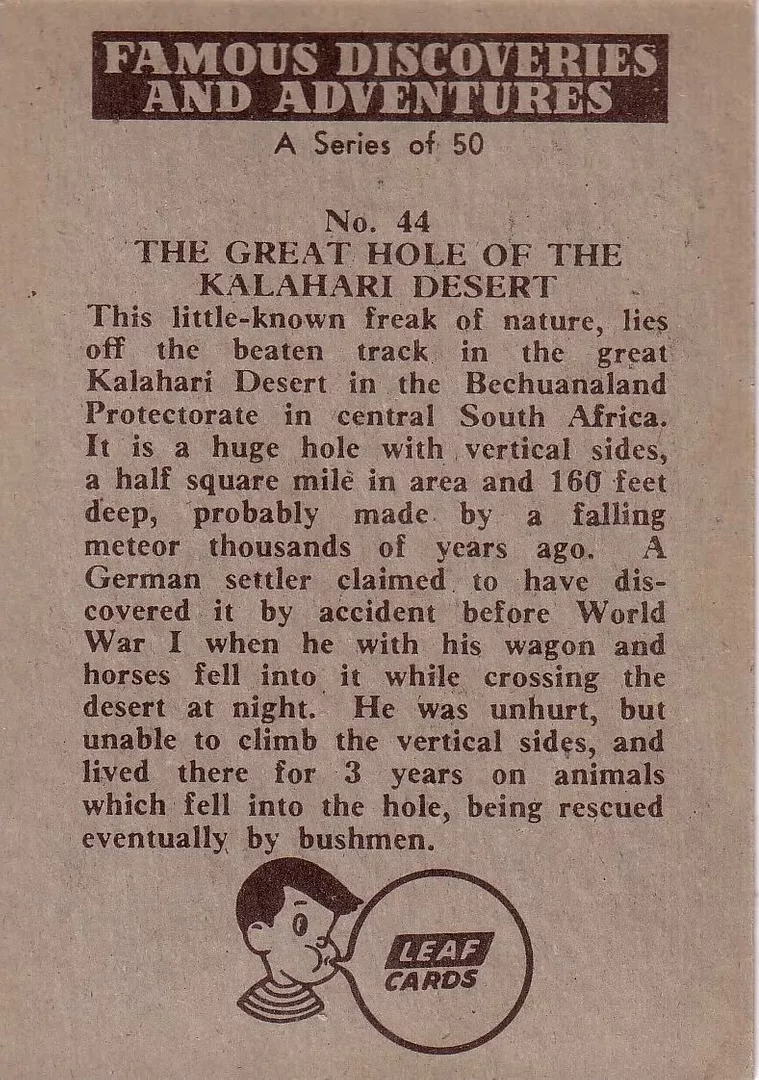 FAMOUS DISCOVERIES
AND ADVENTURES
A Series of 50
No. 44
THE GREAT HOLE OF THE
KALAHARI DESERT
This little-known freak of nature, lies
off the beaten track in the great
Kalahari Desert in the Bechuanaland
Protectorate in central South Africa.
It is a huge hole with vertical sides,
a half square mile in area and 160 feet
deep, probably made by a falling
meteor thousands of years ago. A
German settler claimed to have dis-
covered it by accident before World
War I when he with his wagon and
horses fell into it while crossing the
desert at night. He was unhurt, but
unable to climb the vertical sides, and
lived there for 3 years on animals
which fell into the hole, being rescued
eventually by bushmen.
LEAF
CARDS